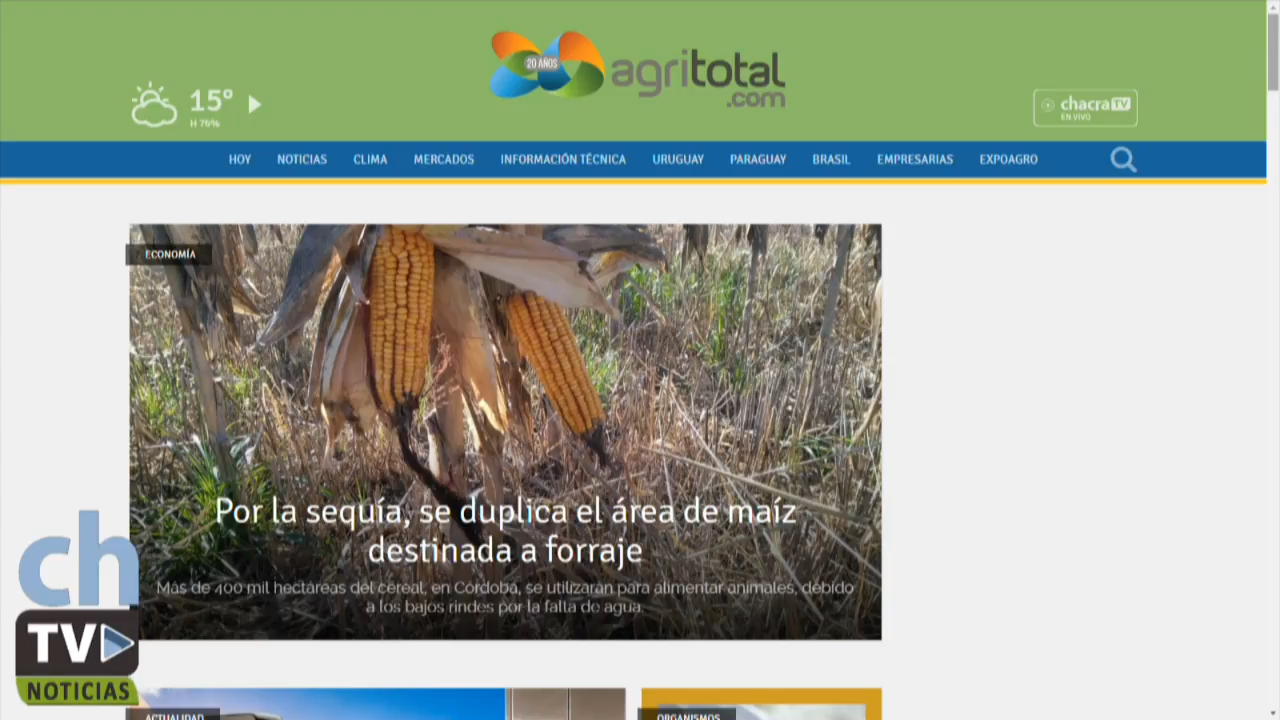 20 AÑOS
agritotal
.com
15°
H 76%
chacra TV
EN VIVO
HOY NOTICIAS CLIMA MERCADOS INFORMACIÓN TÉCNICA URUGUAY PARAGUAY BRASIL EMPRESARIAS EXPOAGRO
ECONOMÍA
Por la sequía, se duplica el área de maíz
destinada a forraje
Más de 400 mil hectáreas del cereal, en Córdoba, se utilizarán para alimentar animales, debido
a los bajos rindes por la falta de agua.
ch
TV
NOTICIAS
ACTUALIDAD
ORGANISMOS